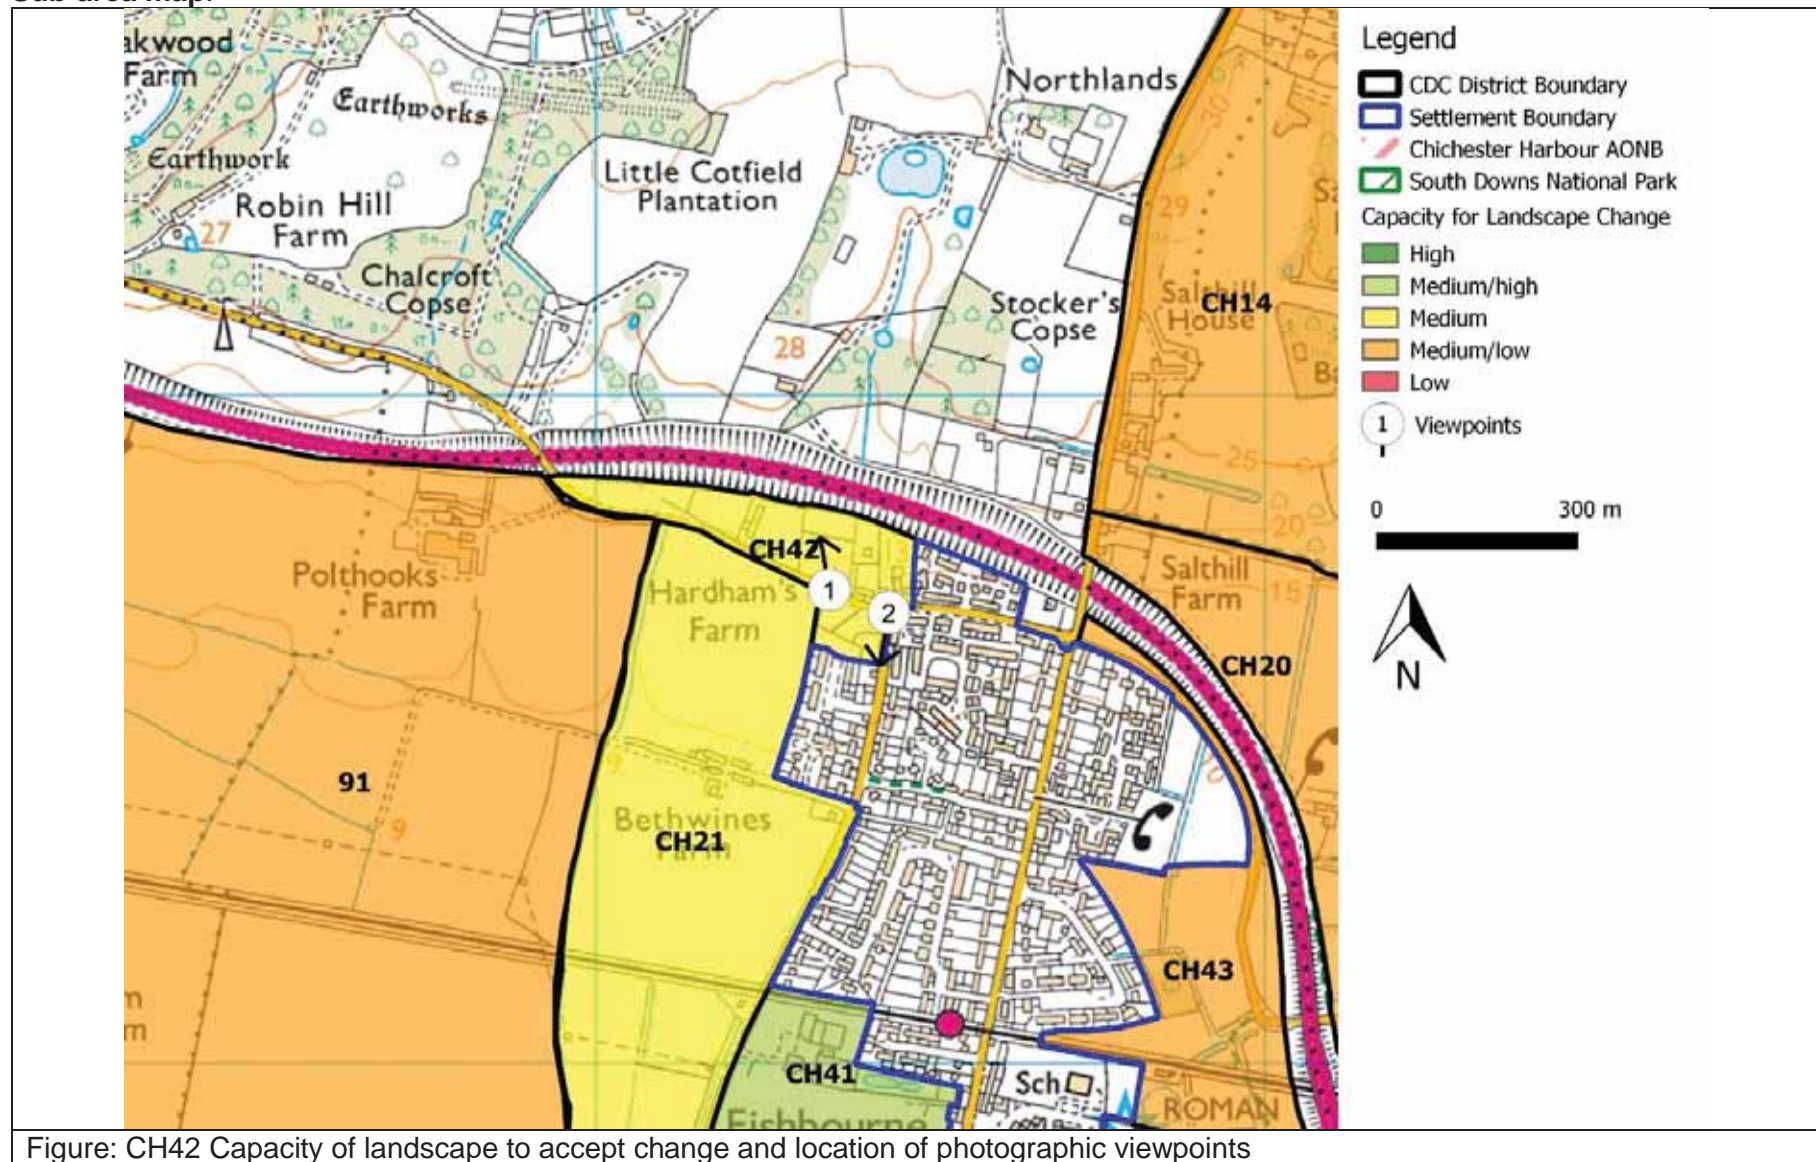 akwood
Farm
Earthworks
Northlands
Earthwork
Little Cotfield
Plantation
Robin Hill
Farm
27
30
29
Chalcroft
Copse
Stocker's
Copse
28
Salthill
House
CH14
25
20
Polthooks
Farm
CH42
1
2
Hardham's
Farm
Salthill
Farm
15
CH20
91
9
9
Bethwines
Farm
CH21
CH43
m
m
CH41
Sch
ROMAN
Fishbourne
Legend
CDC District Boundary
Settlement Boundary
Chichester Harbour AONB
South Downs National Park
Capacity for Landscape Change
High
Medium/high
Medium
Medium/low
Low
1 Viewpoints
0 300 m
N
Figure: CH42 Capacity of landscape to accept change and location of photographic viewpoints